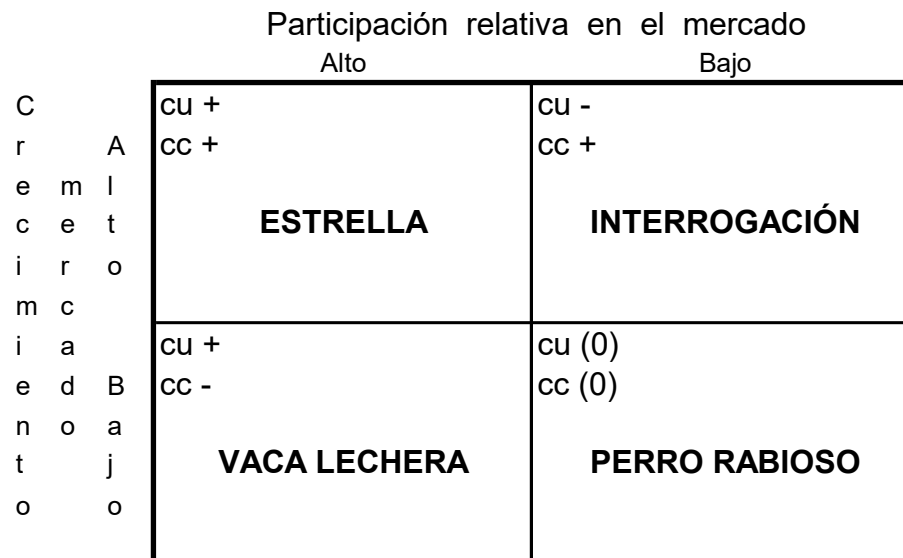 Participación relativa en el mercado
Alto Bajo
Crecimiento
mercado
Alto
Bajo
cu +
cc +
ESTRELLA
cu -
cc +
INTERROGACIÓN
cu +
cc -
VACA LECHERA
cu (0)
cc (0)
PERRO RABIOSO